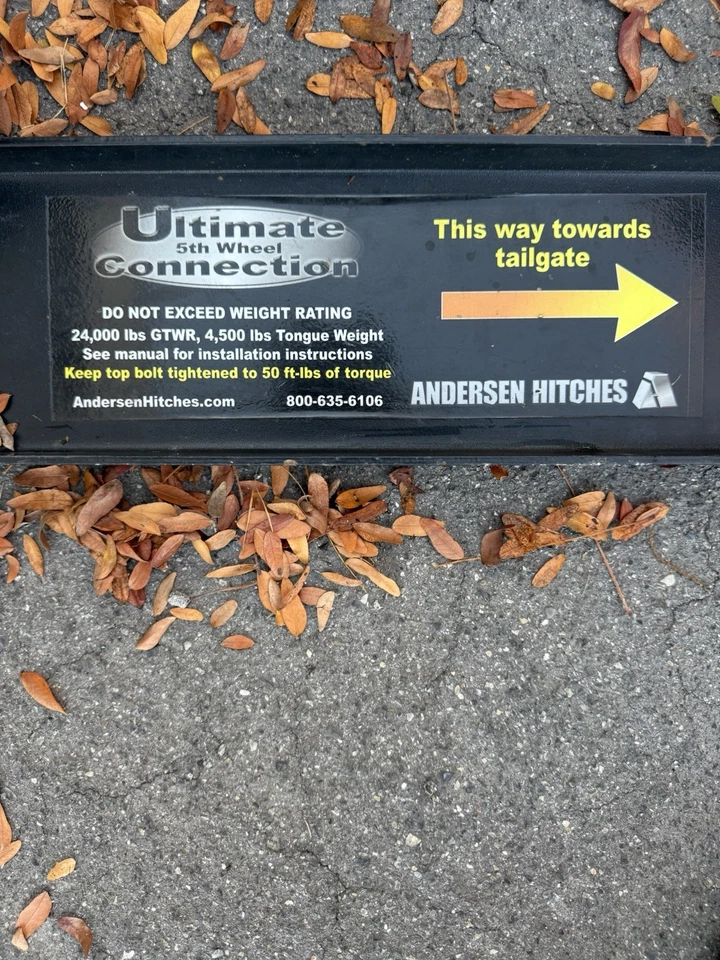 Ultimate
5th Wheel
Connection
DO NOT EXCEED WEIGHT RATING
24,000 lbs GTWR, 4,500 lbs Tongue Weight
See manual for installation instructions
Keep top bolt tightened to 50 ft-lbs of torque
AndersenHitches.com 800-635-6106
This way towards
tailgate
ANDERSEN HITCHES